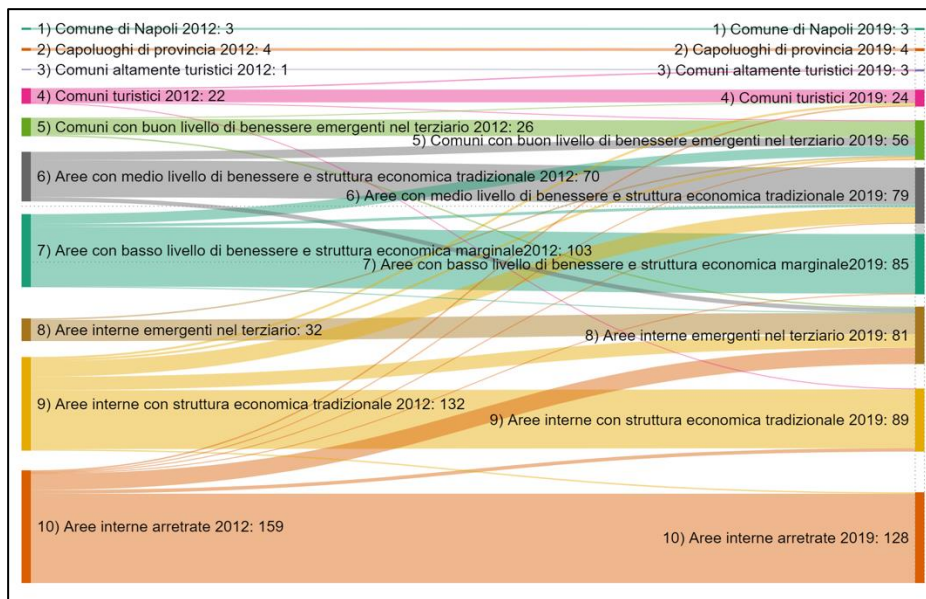 1) Comune di Napoli 2012: 3
1) Comune di Napoli 2019: 3
2) Capoluoghi di provincia 2012: 4
2) Capoluoghi di provincia 2019: 4
3) Comuni altamente turistici 2012: 1
3) Comuni altamente turistici 2019: 3
4) Comuni turistici 2012: 22
4) Comuni turistici 2019: 24
5) Comuni con buon livello di benessere emergenti nel terziario 2012: 26
5) Comuni con buon livello di benessere emergenti nel terziario 2019: 56
6) Aree con medio livello di benessere e struttura economica tradizionale 2012: 70
6) Aree con medio livello di benessere e struttura economica tradizionale 2019: 79
7) Aree con basso livello di benessere e struttura economica marginale2012: 103
7) Aree con basso livello di benessere e struttura economica marginale2019: 85
8) Aree interne emergenti nel terziario: 32
8) Aree interne emergenti nel terziario 2019: 81
9) Aree interne con struttura economica tradizionale 2012: 132
9) Aree interne con struttura economica tradizionale 2019: 89
10) Aree interne arretrate 2012: 159
10) Aree interne arretrate 2019: 128